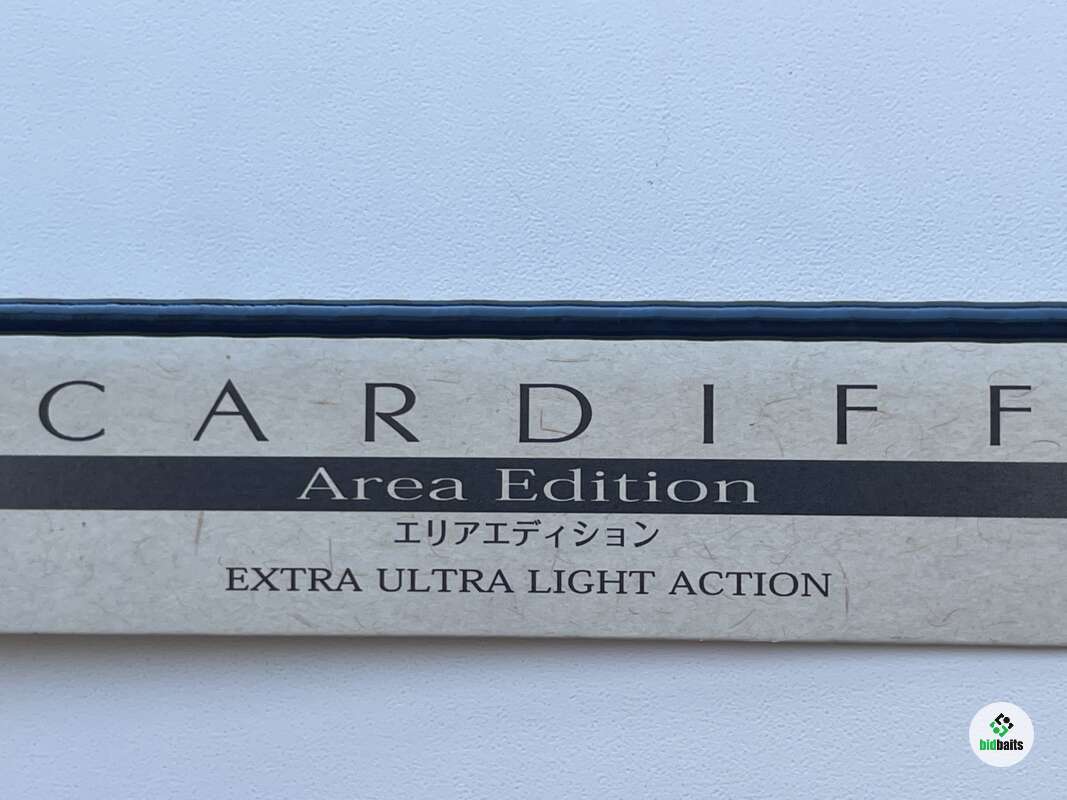 CARDIFF
Area Edition
エリアエディション
EXTRA ULTRA LIGHT ACTION
bidbaits